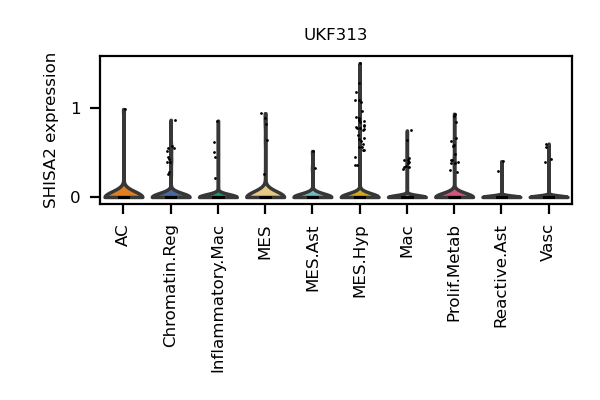 UKF313
SHISA2 expression
1
0
AC
Chromatin.Reg
Inflammatory.Mac
MES
MES.Ast
MES.Hyp
Mac
Prolif.Metab
Reactive.Ast
Vasc